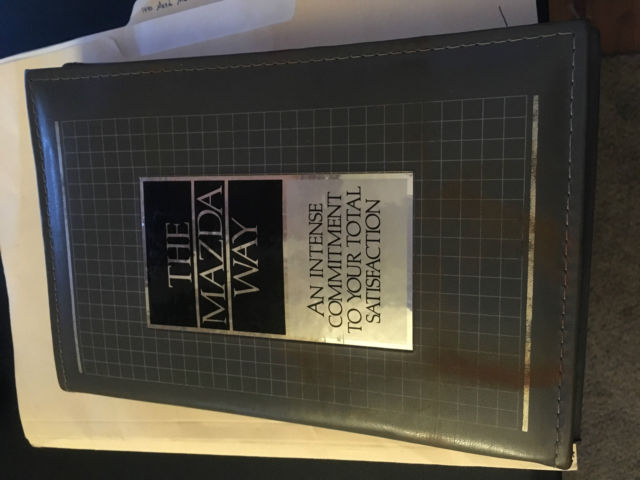 THE
MAZDA
WAY
AN INTENSE
COMMITMENT
TO YOUR TOTAL
SATISFACTION